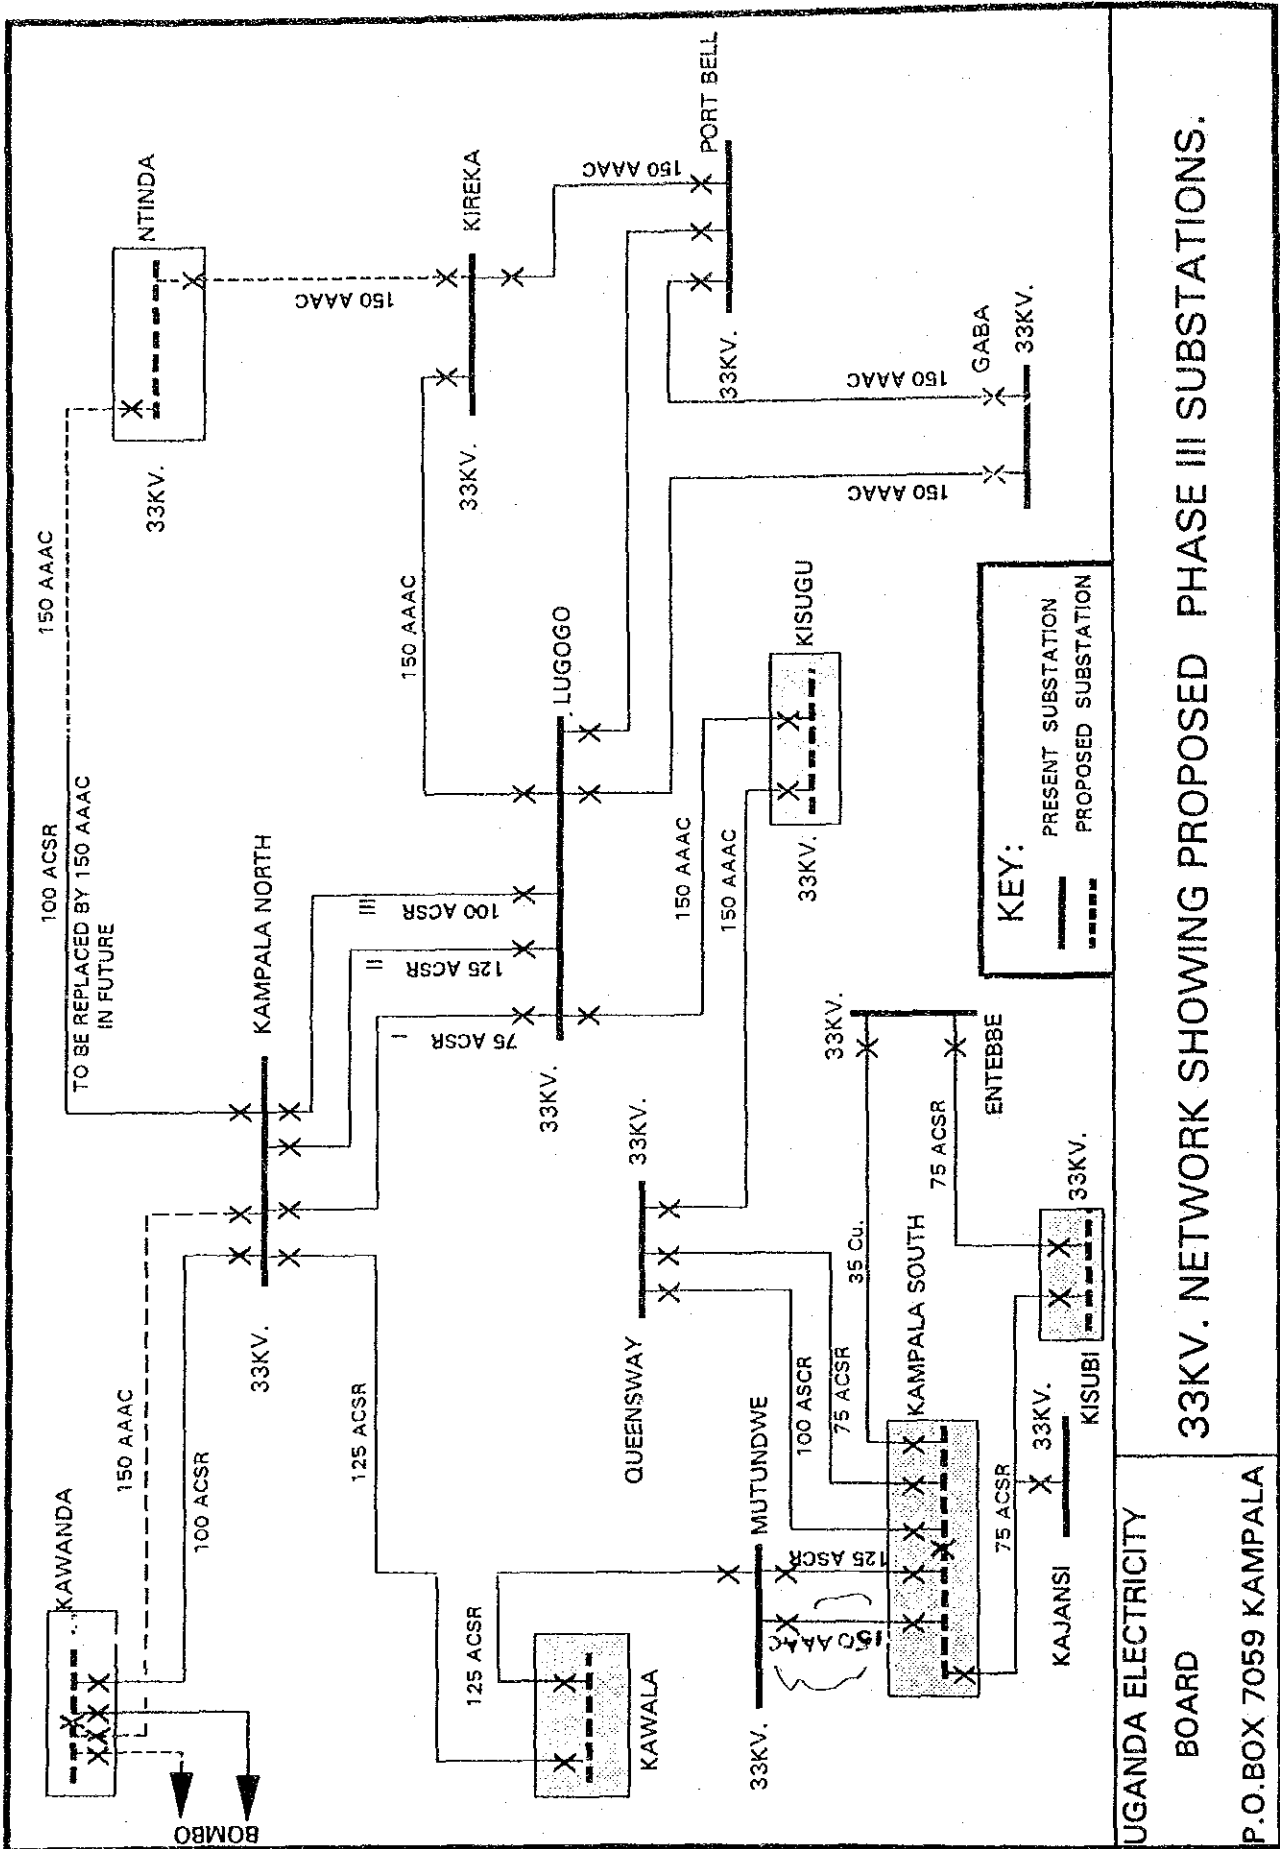 BOMBO
KAWANDA
150 AAAC
100 ACSR
100 ACSR
TO BE REPLACED BY 150 AAAC
IN FUTURE
150 AAAC
NTINDA
33KV.
KAMPALA NORTH
33KV.
125 ACSR
125 ACSR
KAWALA
I
75 ACSR
II
125 ACSR
III
100 ACSR
LUGOGO
33KV.
150 AAAC
150 AAAC
KIREKA
33KV.
150 AAAC
PORT BELL
33KV.
150 AAAC
150 AAAC
GABA
33KV.
150 AAAC
150 AAAC
KISUGU
33KV.
QUEENSWAY
33KV.
100 ASCR
75 ACSR
35 Cu.
MUTUNDWE
33KV.
150 AAAC
125 ASCR
KAMPALA SOUTH
33KV.
ENTEBBE
75 ACSR
75 ACSR
33KV.
KAJANSI
33KV.
KISUBI
KEY:
PRESENT SUBSTATION
PROPOSED SUBSTATION
UGANDA ELECTRICITY
BOARD
P.O.BOX 7059 KAMPALA
33KV. NETWORK SHOWING PROPOSED PHASE III SUBSTATIONS.